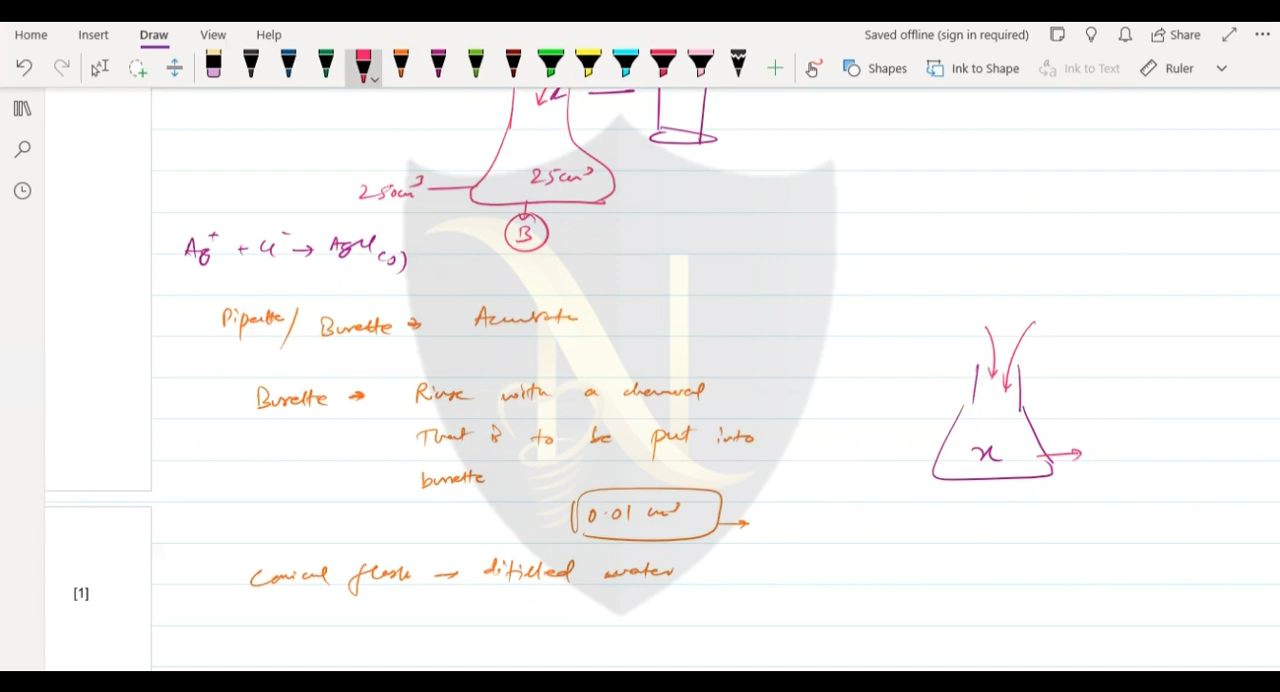 Home Insert Draw View Help Saved offline (sign in required) Share
Shapes Ink to Shape Ink to Text Ruler
250cm³ 25cm³
B
Ag⁺ + Cl⁻ → AgCl(s)
Pipette / Burette → Accurate
Burette → Rinse with a chemical
That is to be put into
burette
x
0.01 cm³
Conical flask → distilled water
[1]